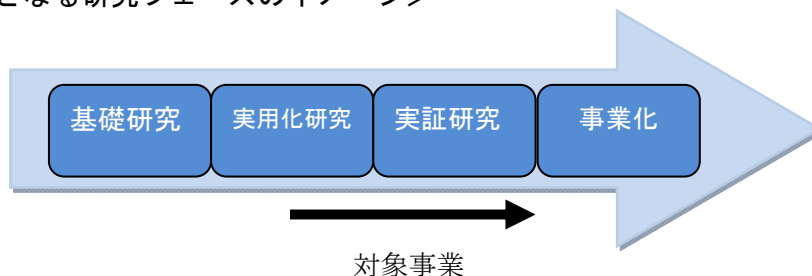 となる研究フェーズのイメージ＞
基礎研究
実用化研究
実証研究
事業化
対象事業